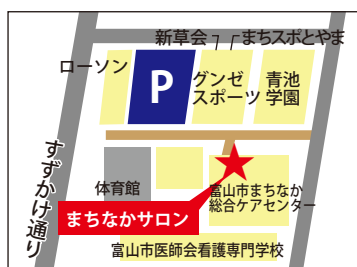 新草会
まちスポとやま
ローソン
P
グンゼ
スポーツ
青池
学園
すずかけ通り
体育館
富山市まちなか
総合ケアセンター
まちなかサロン
富山市医師会看護専門学校